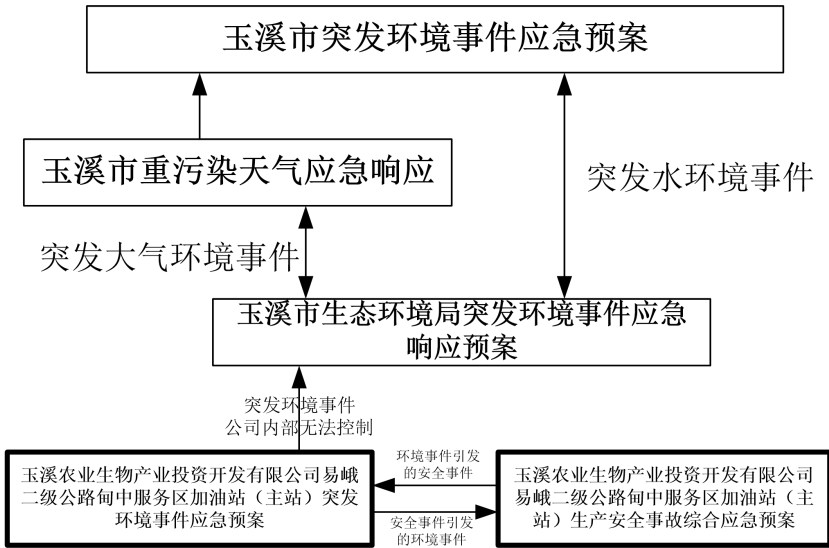 玉溪市突发环境事件应急预案
玉溪市重污染天气应急响应
突发水环境事件
突发大气环境事件
玉溪市生态环境局突发环境事件应急
响应预案
突发环境事件
公司内部无法控制
玉溪农业生物产业投资开发有限公司易峨
二级公路甸中服务区加油站（主站）突发
环境事件应急预案
环境事件引发
的安全事件
安全事件引发
的环境事件
玉溪农业生物产业投资开发有限公司
易峨二级公路甸中服务区加油站（主
站）生产安全事故综合应急预案